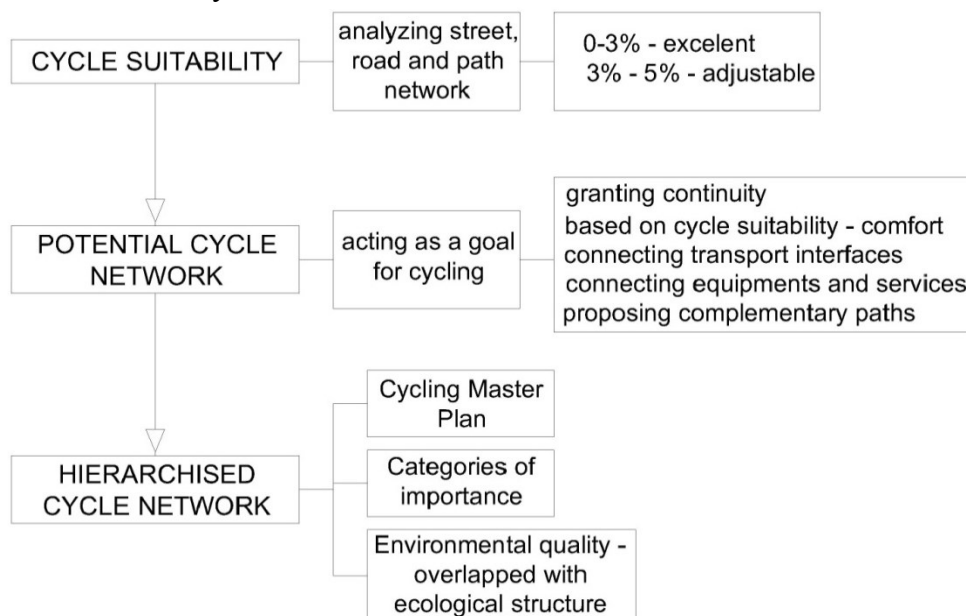 CYCLE SUITABILITY
analyzing street,
road and path
network
0-3% - excelent
3% - 5% - adjustable
POTENTIAL CYCLE
NETWORK
acting as a goal
for cycling
granting continuity
based on cycle suitability - comfort
connecting transport interfaces
connecting equipments and services
proposing complementary paths
HIERARCHISED
CYCLE NETWORK
Cycling Master
Plan
Categories of
importance
Environmental quality -
overlapped with
ecological structure